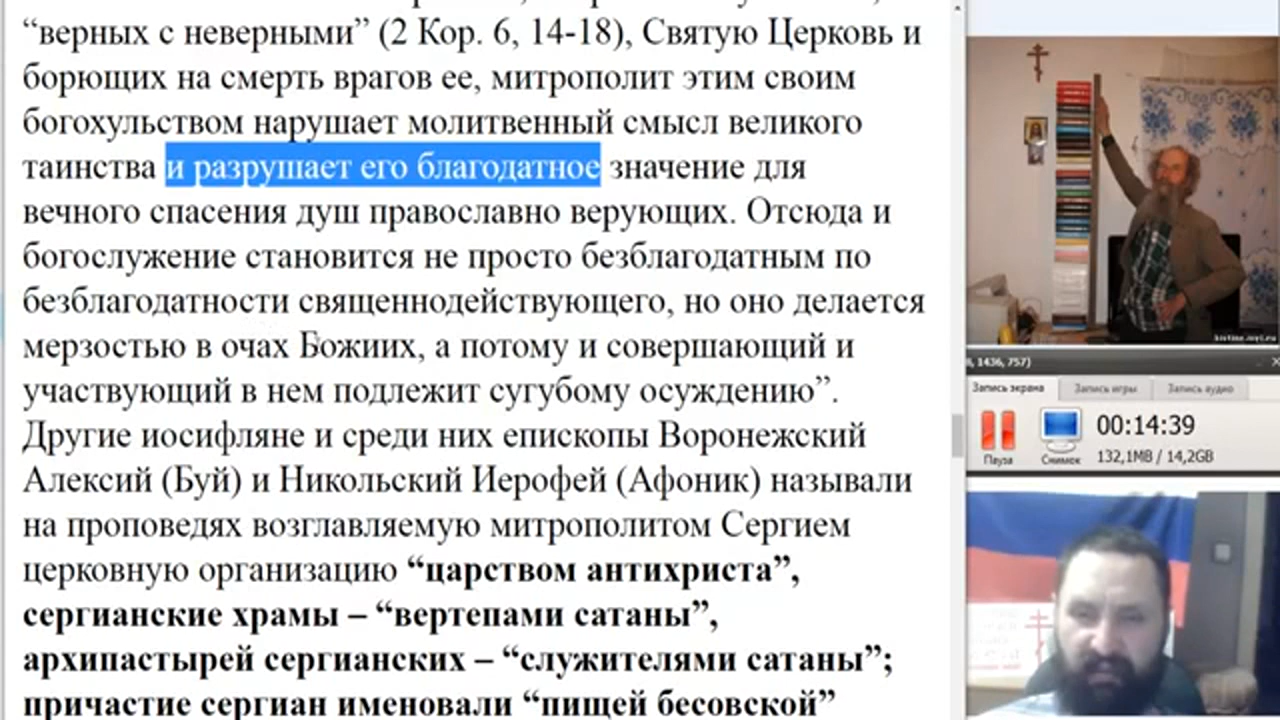 “верных с неверными” (2 Кор. 6, 14-18), Святую Церковь и
борющих на смерть врагов ее, митрополит этим своим
богохульством нарушает молитвенный смысл великого
таинства и разрушает его благодатное значение для
вечного спасения душ православно верующих. Отсюда и
богослужение становится не просто безблагодатным по
безблагодатности священнодействующего, но оно делается
мерзостью в очах Божиих, а потому и совершающий и
участвующий в нем подлежит сугубому осуждению”.
Другие иосифляне и среди них епископы Воронежский
Алексий (Буй) и Никольский Иерофей (Афоник) называли
на проповедях возглавляемую митрополитом Сергием
церковную организацию “царством антихриста”,
сергианские храмы – “вертепами сатаны”,
архипастырей сергианских – “служителями сатаны”;
причастие сергиан именовали “пищей бесовской”
, 1436, 757)
Запись экрана
Запись игры
Запись аудио
00:14:39
Пауза
Снимок
132,1MB / 14,2GB